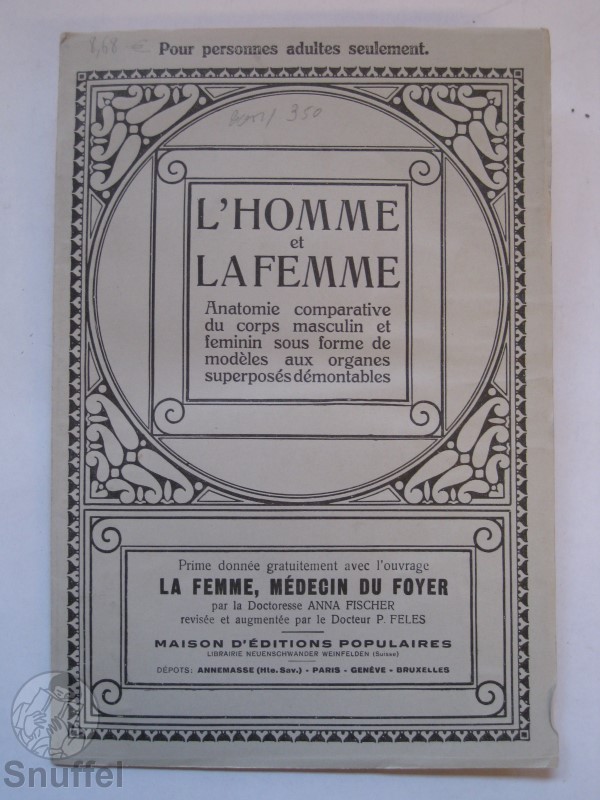 8,68
Pour personnes adultes seulement.
350
L'HOMME
et
LA FEMME
Anatomie comparative
du corps masculin et
feminin sous forme de
modèles aux organes
superposés démontables
Prime donnée gratuitement avec l'ouvrage
LA FEMME, MÉDECIN DU FOYER
par la Doctoresse ANNA FISCHER
revisée et augmentée par le Docteur P. FELES
MAISON D'ÉDITIONS POPULAIRES
LIBRAIRIE NEUENSCHWANDER WEINFELDEN (Suisse)
DÉPOTS: ANNEMASSE (Hte. Sav.) - PARIS - GENÈVE - BRUXELLES
Snuffel